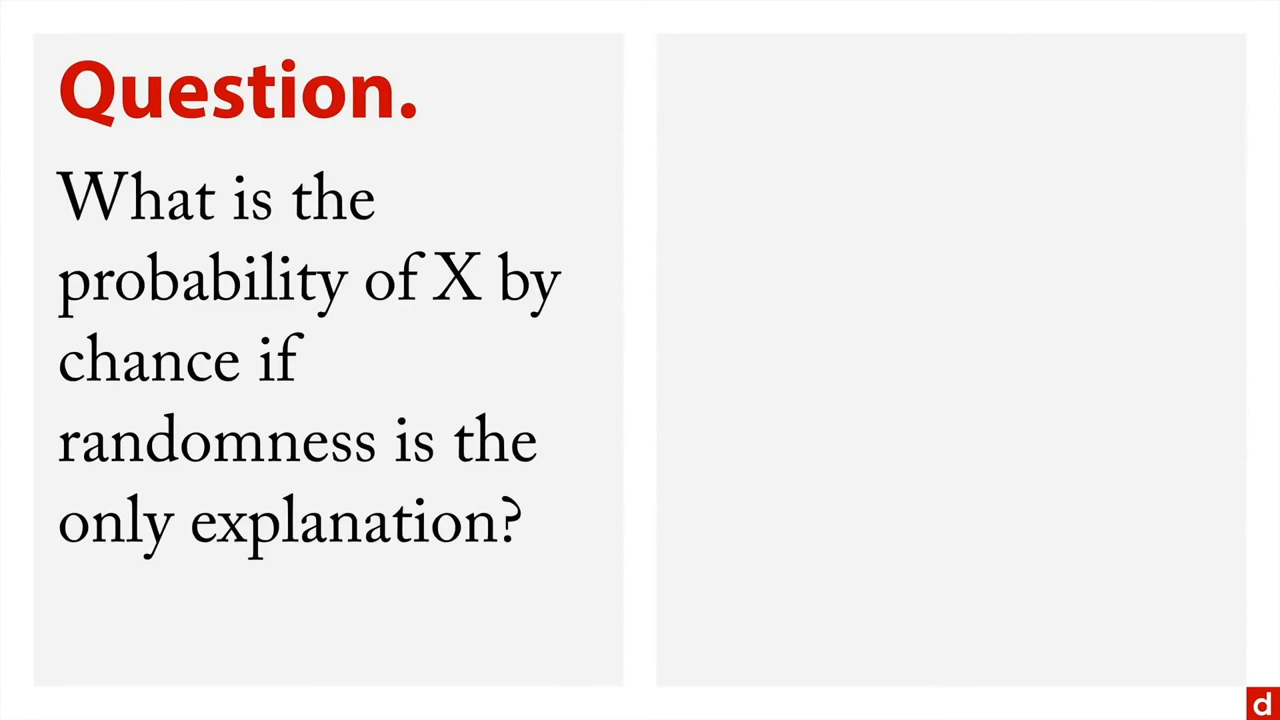 Question.
What is the
probability of X by
chance if
randomness is the
only explanation?
d